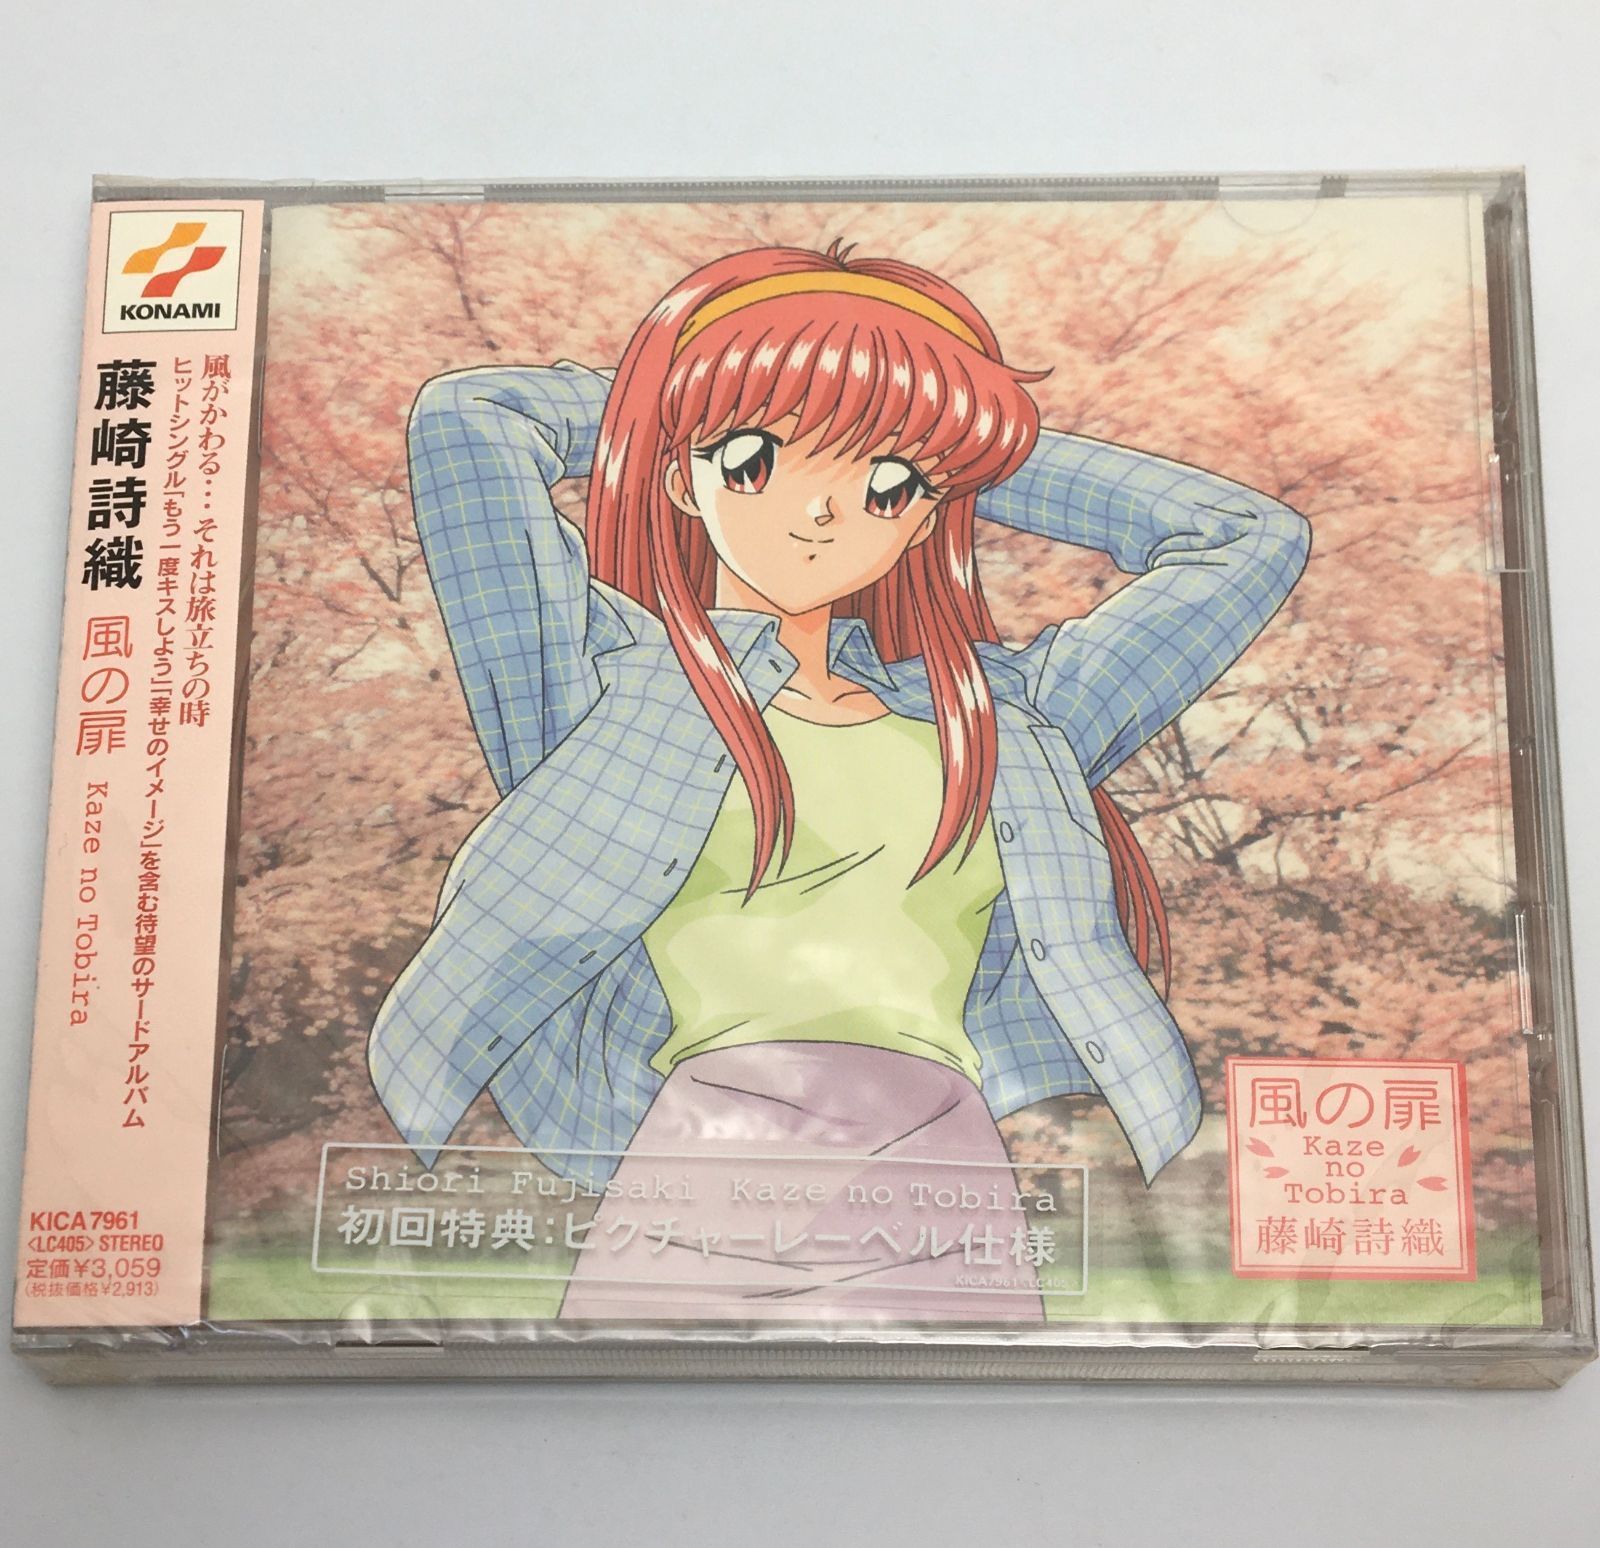 KONAMI
風がかわる…それは旅立ちの時
ヒットシングル「もう一度キスしよう」「幸せのイメージ」を含む待望のサードアルバム
藤崎詩織 風の扉 Kaze no Tobira
KICA7961
<LC405> STEREO
定価¥3,059
(税抜価格¥2,913)
Shiori Fujisaki Kaze no Tobira
初回特典:ピクチャーレーベル仕様
KICA7961<LC405>
風の扉
Kaze
no
Tobira
藤崎詩織